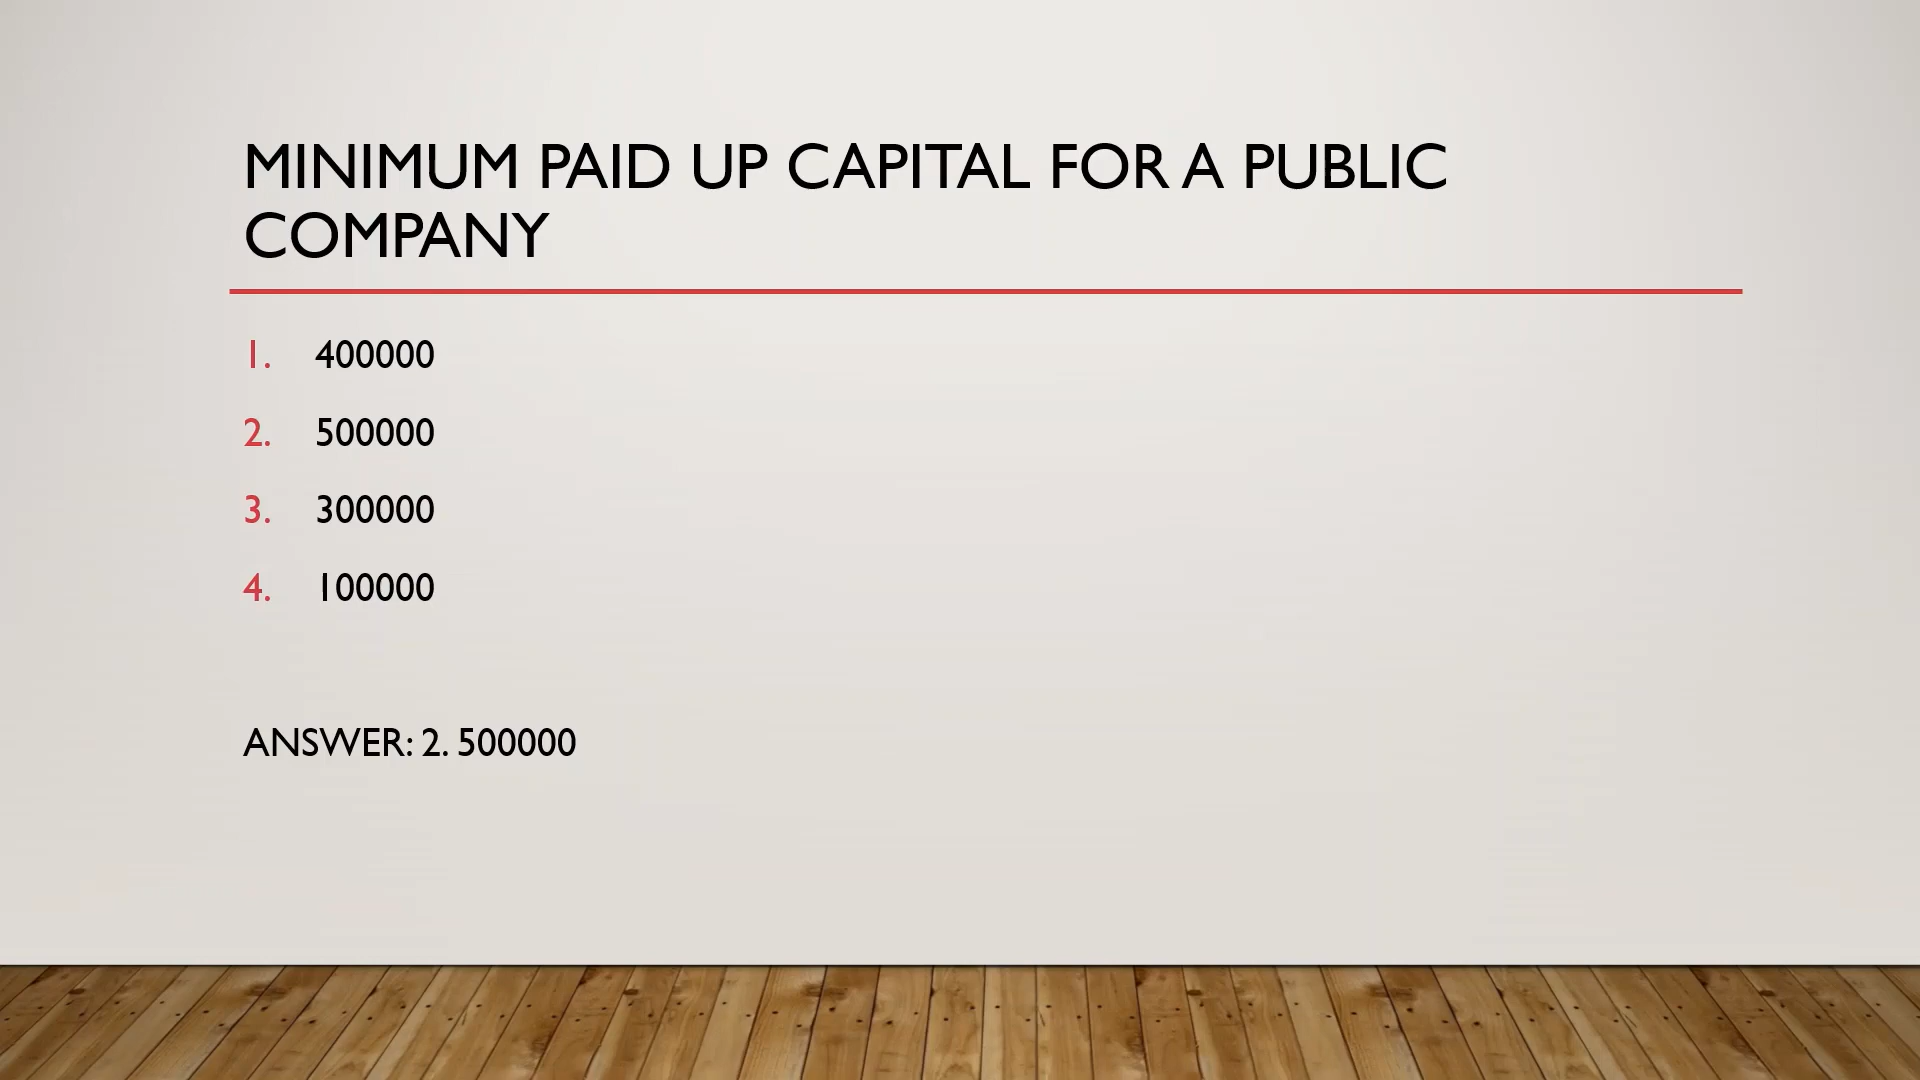 MINIMUM PAID UP CAPITAL FOR A PUBLIC
COMPANY
1. 400000
2. 500000
3. 300000
4. 100000
ANSWER: 2. 500000